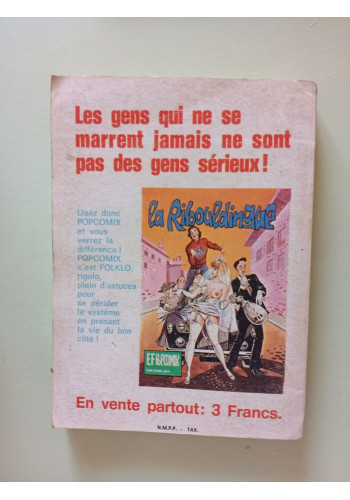 Les gens qui ne se
marrent jamais ne sont
pas des gens sérieux !
la Ribouldingue
Lisez donc
POPCOMIX
et vous
verrez la
différence !
POPCOMIX
c'est FOLKLO,
rigolo,
plein d'astuces
pour
se dérider
le système
en prenant
la vie du bon
côté !
EF POPCOMIX
En vente partout: 3 Francs.
N.M.P.P. - TAX.